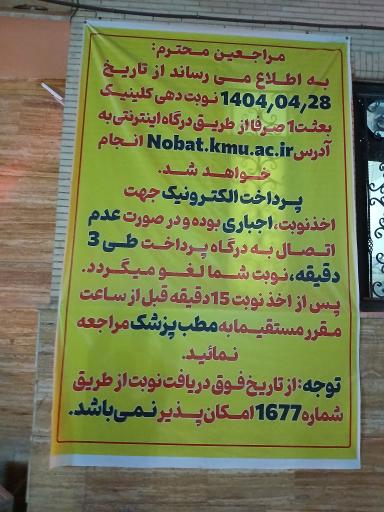 مراجعین محترم:
به اطلاع می رساند از تاریخ
1404,04,28 نوبت دهی کلینیک
بعثت1 صرفا از طریق درگاه اینترنتی به
آدرس Nobat.kmu.ac.ir انجام
خواهد شد.
پرداخت الکترونیک جهت
اخذ نوبت، اجباری بوده و در صورت عدم
اتصال به درگاه پرداخت طی 3
دقیقه، نوبت شما لغو میگردد.
پس از اخذ نوبت 15 دقیقه قبل از ساعت
مقرر مستقیما به مطب پزشک مراجعه
نمائید.
توجه: از تاریخ فوق دریافت نوبت از طریق
شماره 1677 امکان پذیر نمی باشد.